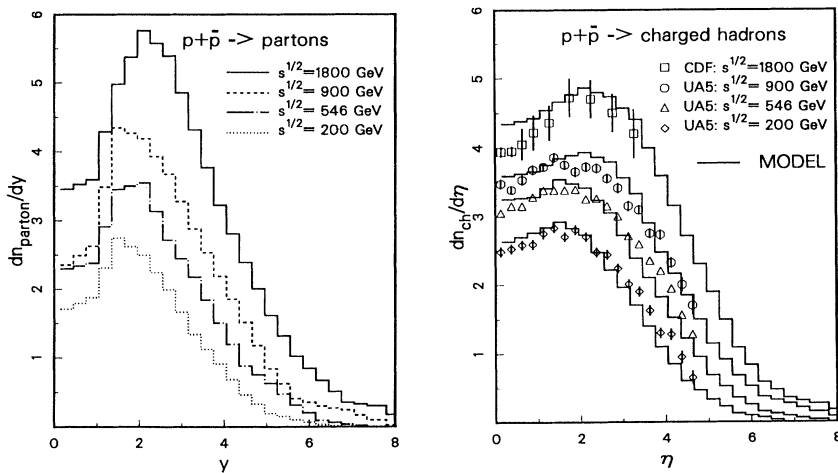 p+p̄ -> partons
s^1/2=1800 GeV
s^1/2= 900 GeV
s^1/2= 546 GeV
s^1/2= 200 GeV
dn_parton/dy
6
5
4
3
2
1
0
2
4
6
8
y
p+p̄ -> charged hadrons
CDF: s^1/2=1800 GeV
UA5: s^1/2= 900 GeV
UA5: s^1/2= 546 GeV
UA5: s^1/2= 200 GeV
MODEL
dn_ch/dη
6
5
4
3
2
1
0
2
4
6
8
η